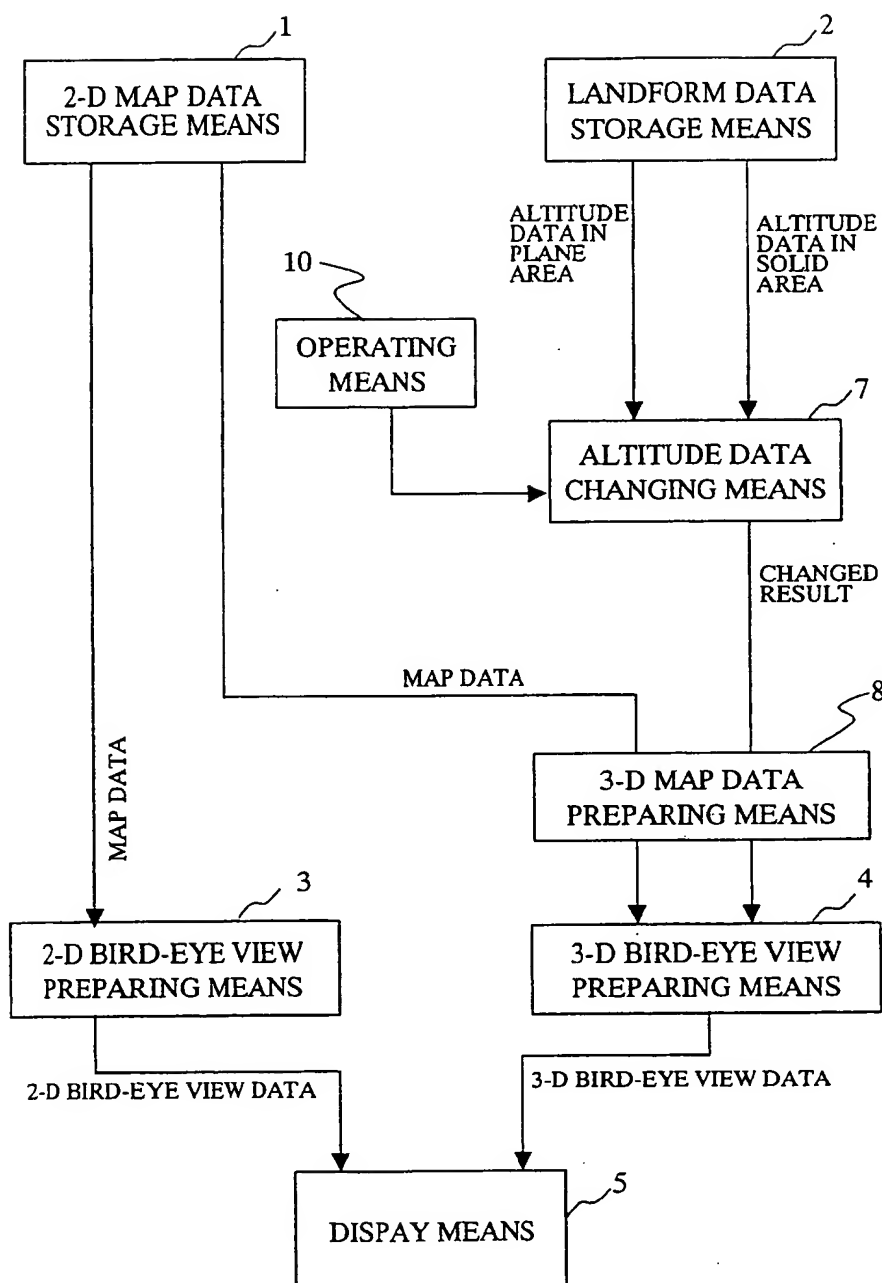 1
2-D MAP DATA
STORAGE MEANS
2
LANDFORM DATA
STORAGE MEANS
ALTITUDE
DATA IN
PLANE
AREA
ALTITUDE
DATA IN
SOLID
AREA
10
OPERATING
MEANS
7
ALTITUDE DATA
CHANGING MEANS
CHANGED
RESULT
MAP DATA
8
3-D MAP DATA
PREPARING MEANS
MAP DATA
3
2-D BIRD-EYE VIEW
PREPARING MEANS
4
3-D BIRD-EYE VIEW
PREPARING MEANS
2-D BIRD-EYE VIEW DATA
3-D BIRD-EYE VIEW DATA
5
DISPAY MEANS